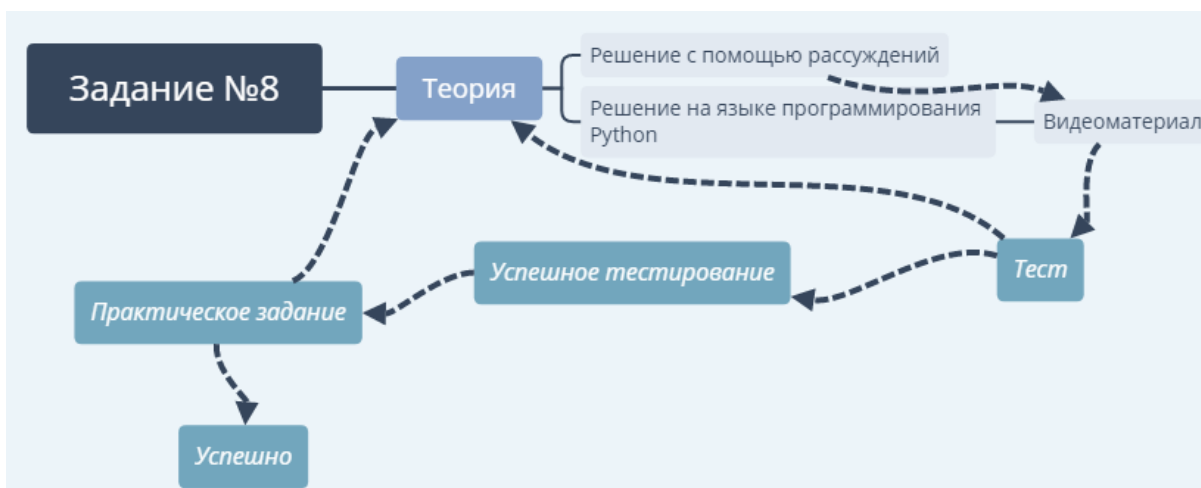 Задание №8
Теория
Решение с помощью рассуждений
Решение на языке программирования
Python
Видеоматериал
Тест
Успешное тестирование
Практическое задание
Успешно